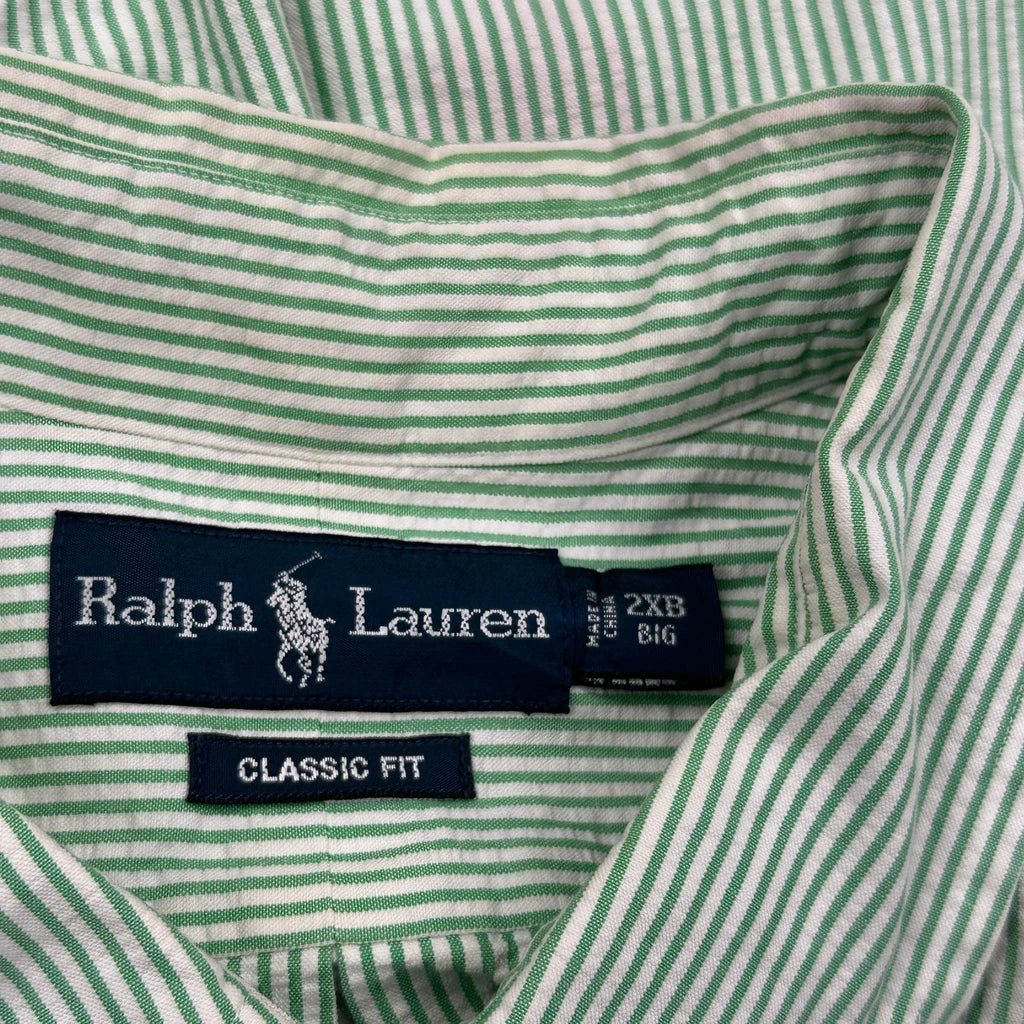 Ralph Lauren
MADE IN
CHINA
2XB
BIG
CLASSIC FIT